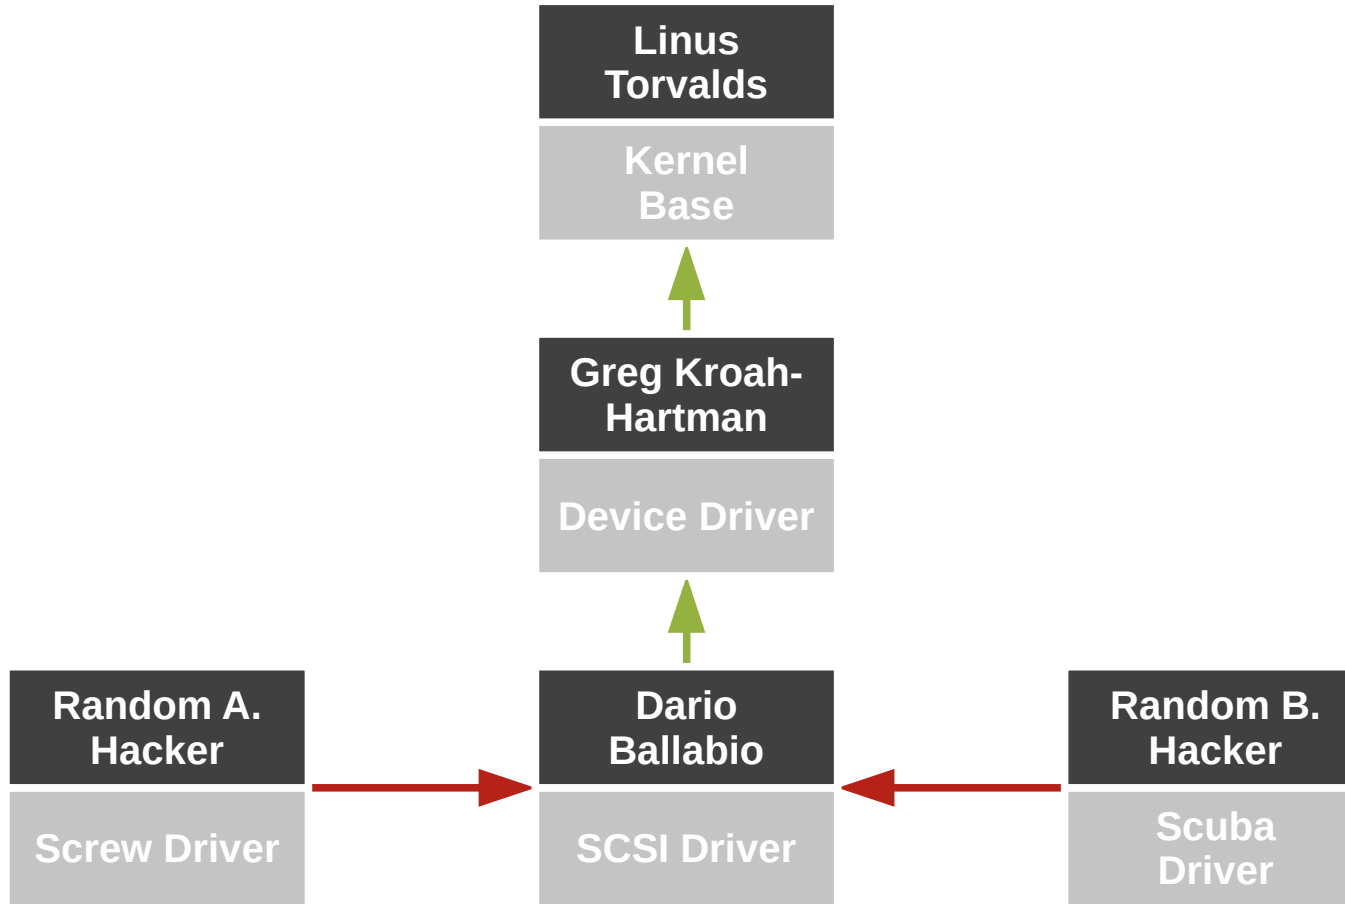 Linus
Torvalds
Kernel
Base
Greg Kroah-
Hartman
Device Driver
Random A.
Hacker
Screw Driver
Dario
Ballabio
SCSI Driver
Random B.
Hacker
Scuba
Driver